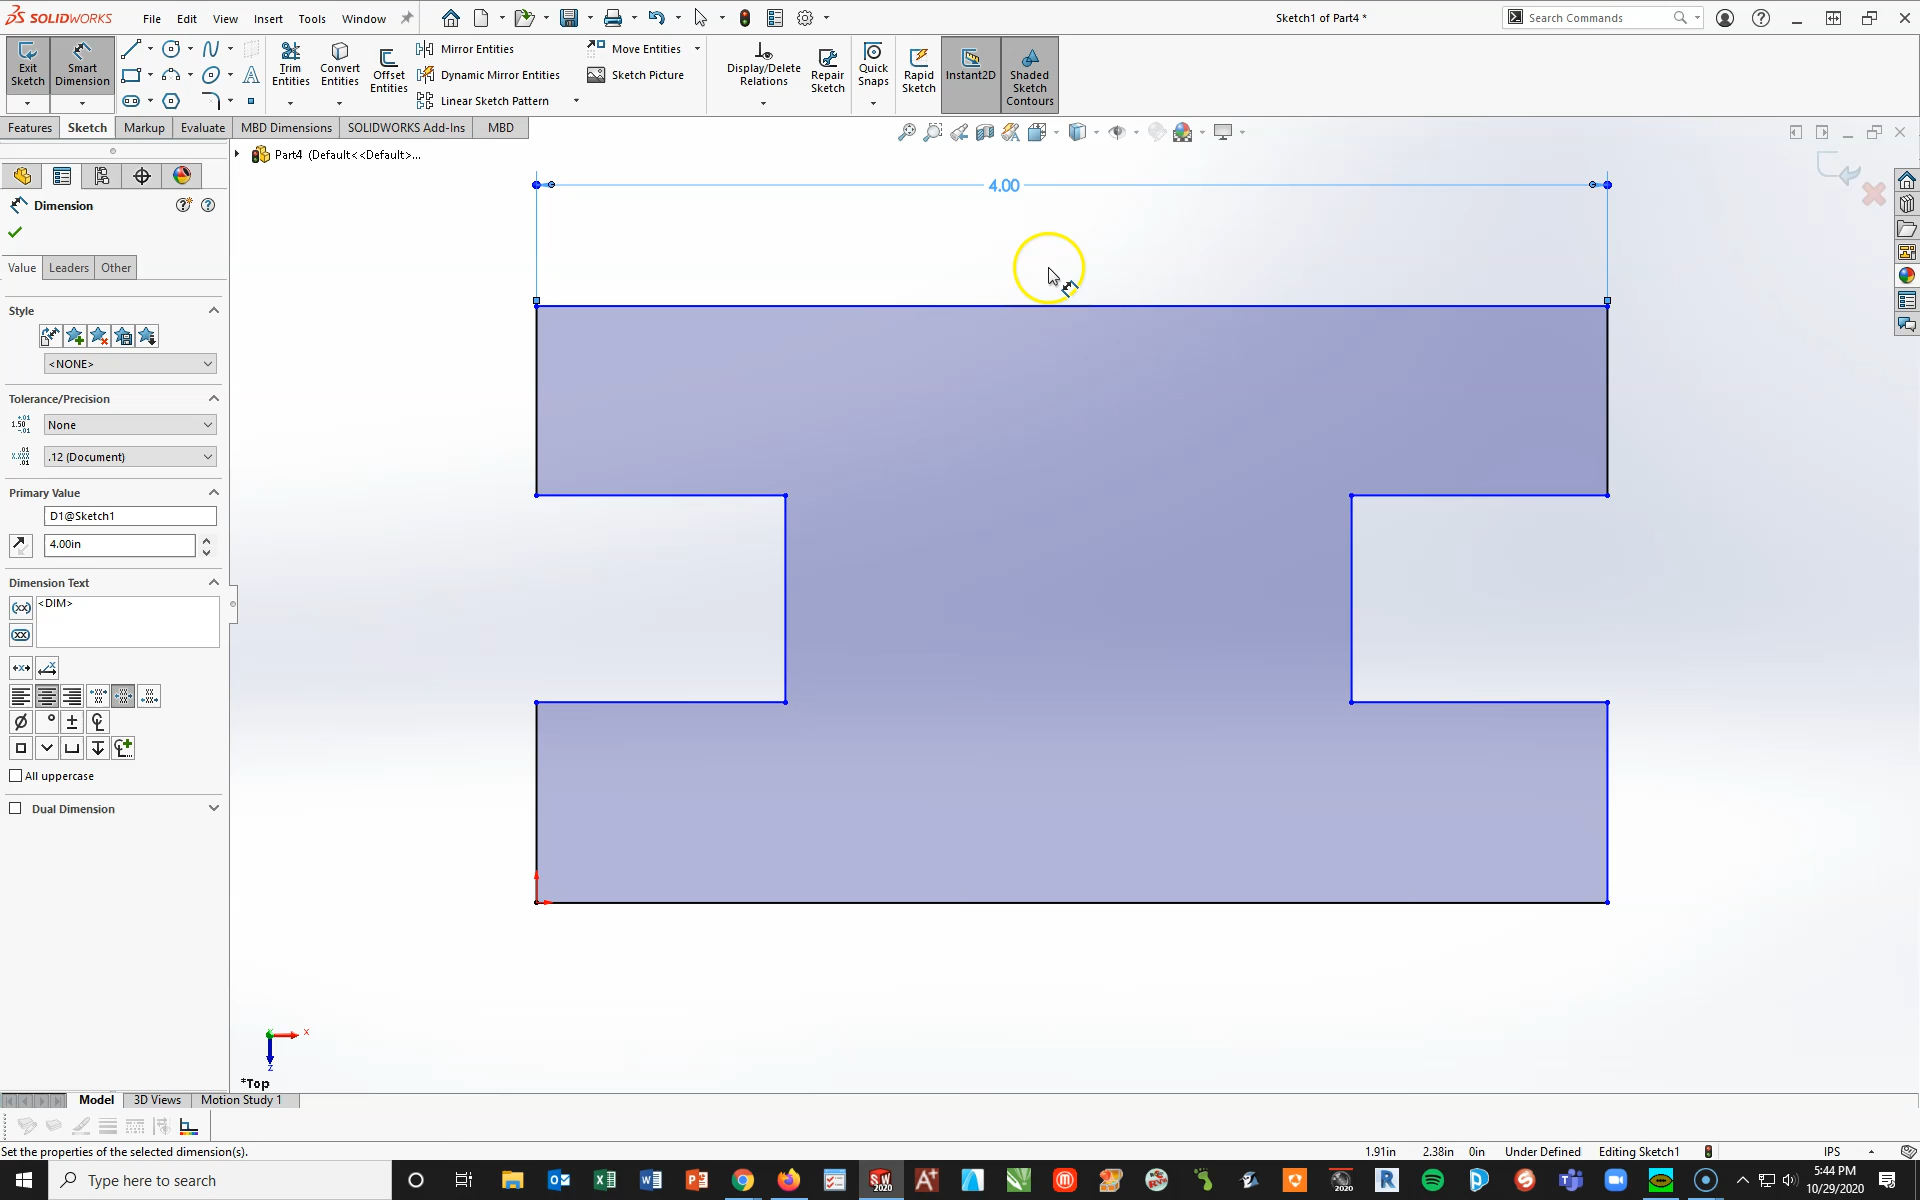 SOLIDWORKS File Edit View Insert Tools Window Sketch1 of Part4 * Search Commands
Exit Sketch Smart Dimension Trim Entities Convert Entities Offset Entities Mirror Entities Move Entities Display/Delete Relations Repair Sketch Quick Snaps Rapid Sketch Instant2D Shaded Sketch Contours
Dynamic Mirror Entities Sketch Picture
Linear Sketch Pattern
Features Sketch Markup Evaluate MBD Dimensions SOLIDWORKS Add-Ins MBD
Part4 (Default<<Default>...
4.00
Dimension
Value Leaders Other
Style
<NONE>
Tolerance/Precision
None
.12 (Document)
Primary Value
D1@Sketch1
4.00in
Dimension Text
<DIM>
All uppercase
Dual Dimension
X
Z
*Top
Model 3D Views Motion Study 1
Set the properties of the selected dimension(s). 1.91in 2.38in 0in Under Defined Editing Sketch1 IPS
Type here to search 5:44 PM
10/29/2020